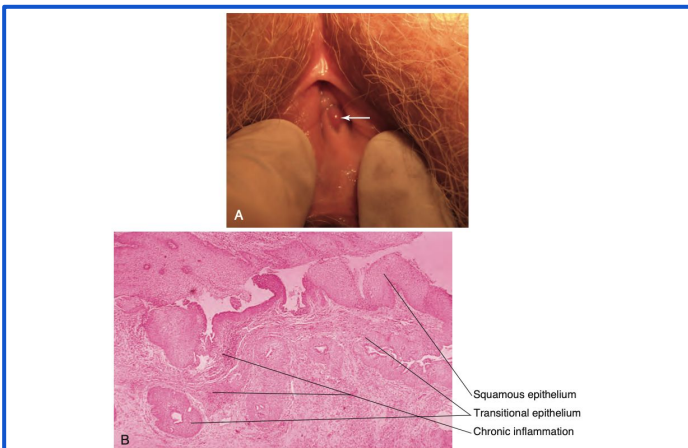 A
Squamous epithelium
Transitional epithelium
Chronic inflammation
B